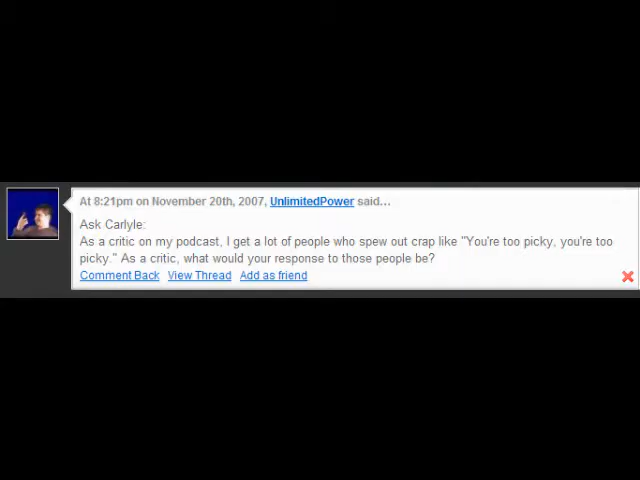 At 8:21pm on November 20th, 2007, UnlimitedPower said...
Ask Carlyle:
As a critic on my podcast, I get a lot of people who spew out crap like "You're too picky, you're too
picky." As a critic, what would your response to those people be?
Comment Back View Thread Add as friend